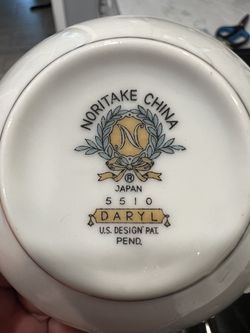 NORITAKE CHINA
N
®
JAPAN
5510
DARYL
U.S. DESIGN PAT.
PEND.